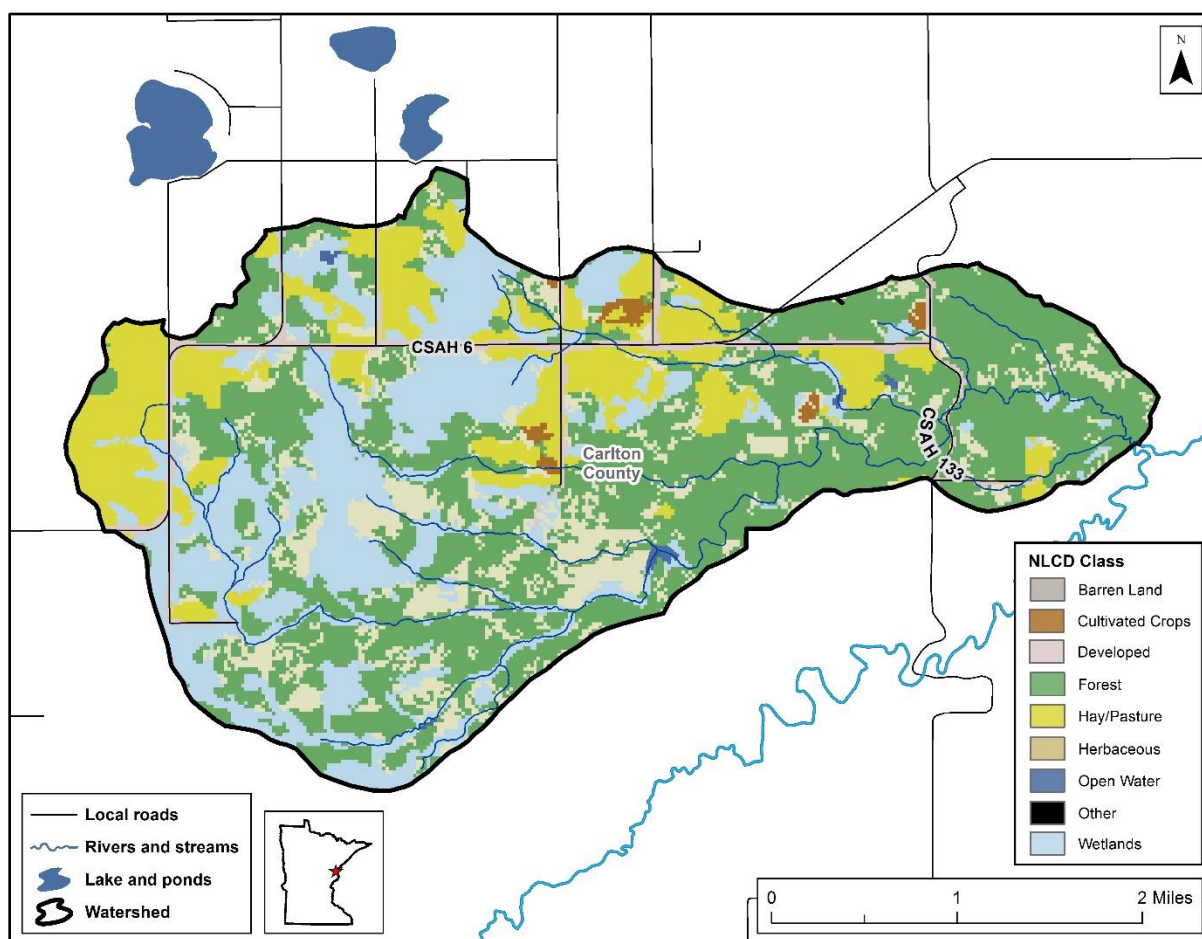 N
CSAH 6
Carlton
County
CSAH 133
NLCD Class
Barren Land
Cultivated Crops
Developed
Forest
Hay/Pasture
Herbaceous
Open Water
Other
Wetlands
Local roads
Rivers and streams
Lake and ponds
Watershed
0 1 2 Miles